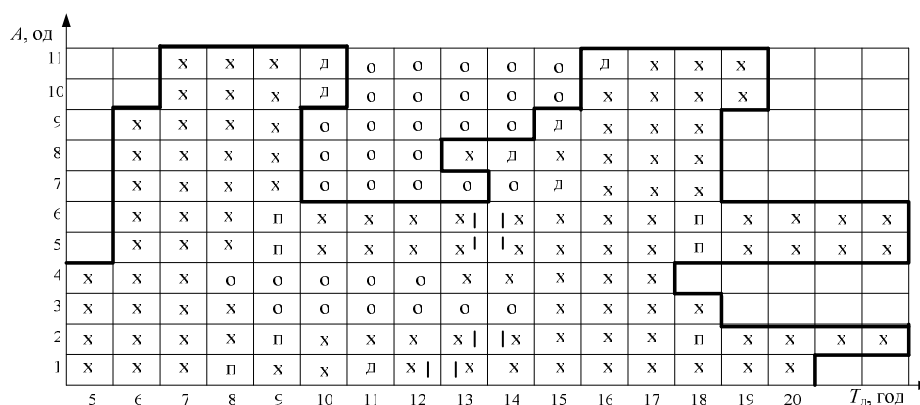 А, од
11 х х х д о о о о о д х х х
10 х х х д о о о о о х х х х
9 х х х х о о о о о д х х х
8 х х х х о о о х д х х х х
7 х х х х о о о о о д х х х
6 х х х п х х х х| |х х х х п х х х х
5 х х х п х х х х| |х х х х п х х х х
4 х х х о о о о о х х х х х
3 х х х х о о о о о о х х х х
2 х х х х п х х х х| |х х х х п х х х х
1 х х х п х х д х| |х х х х х х х х
5 6 7 8 9 10 11 12 13 14 15 16 17 18 19 20 Tд, год